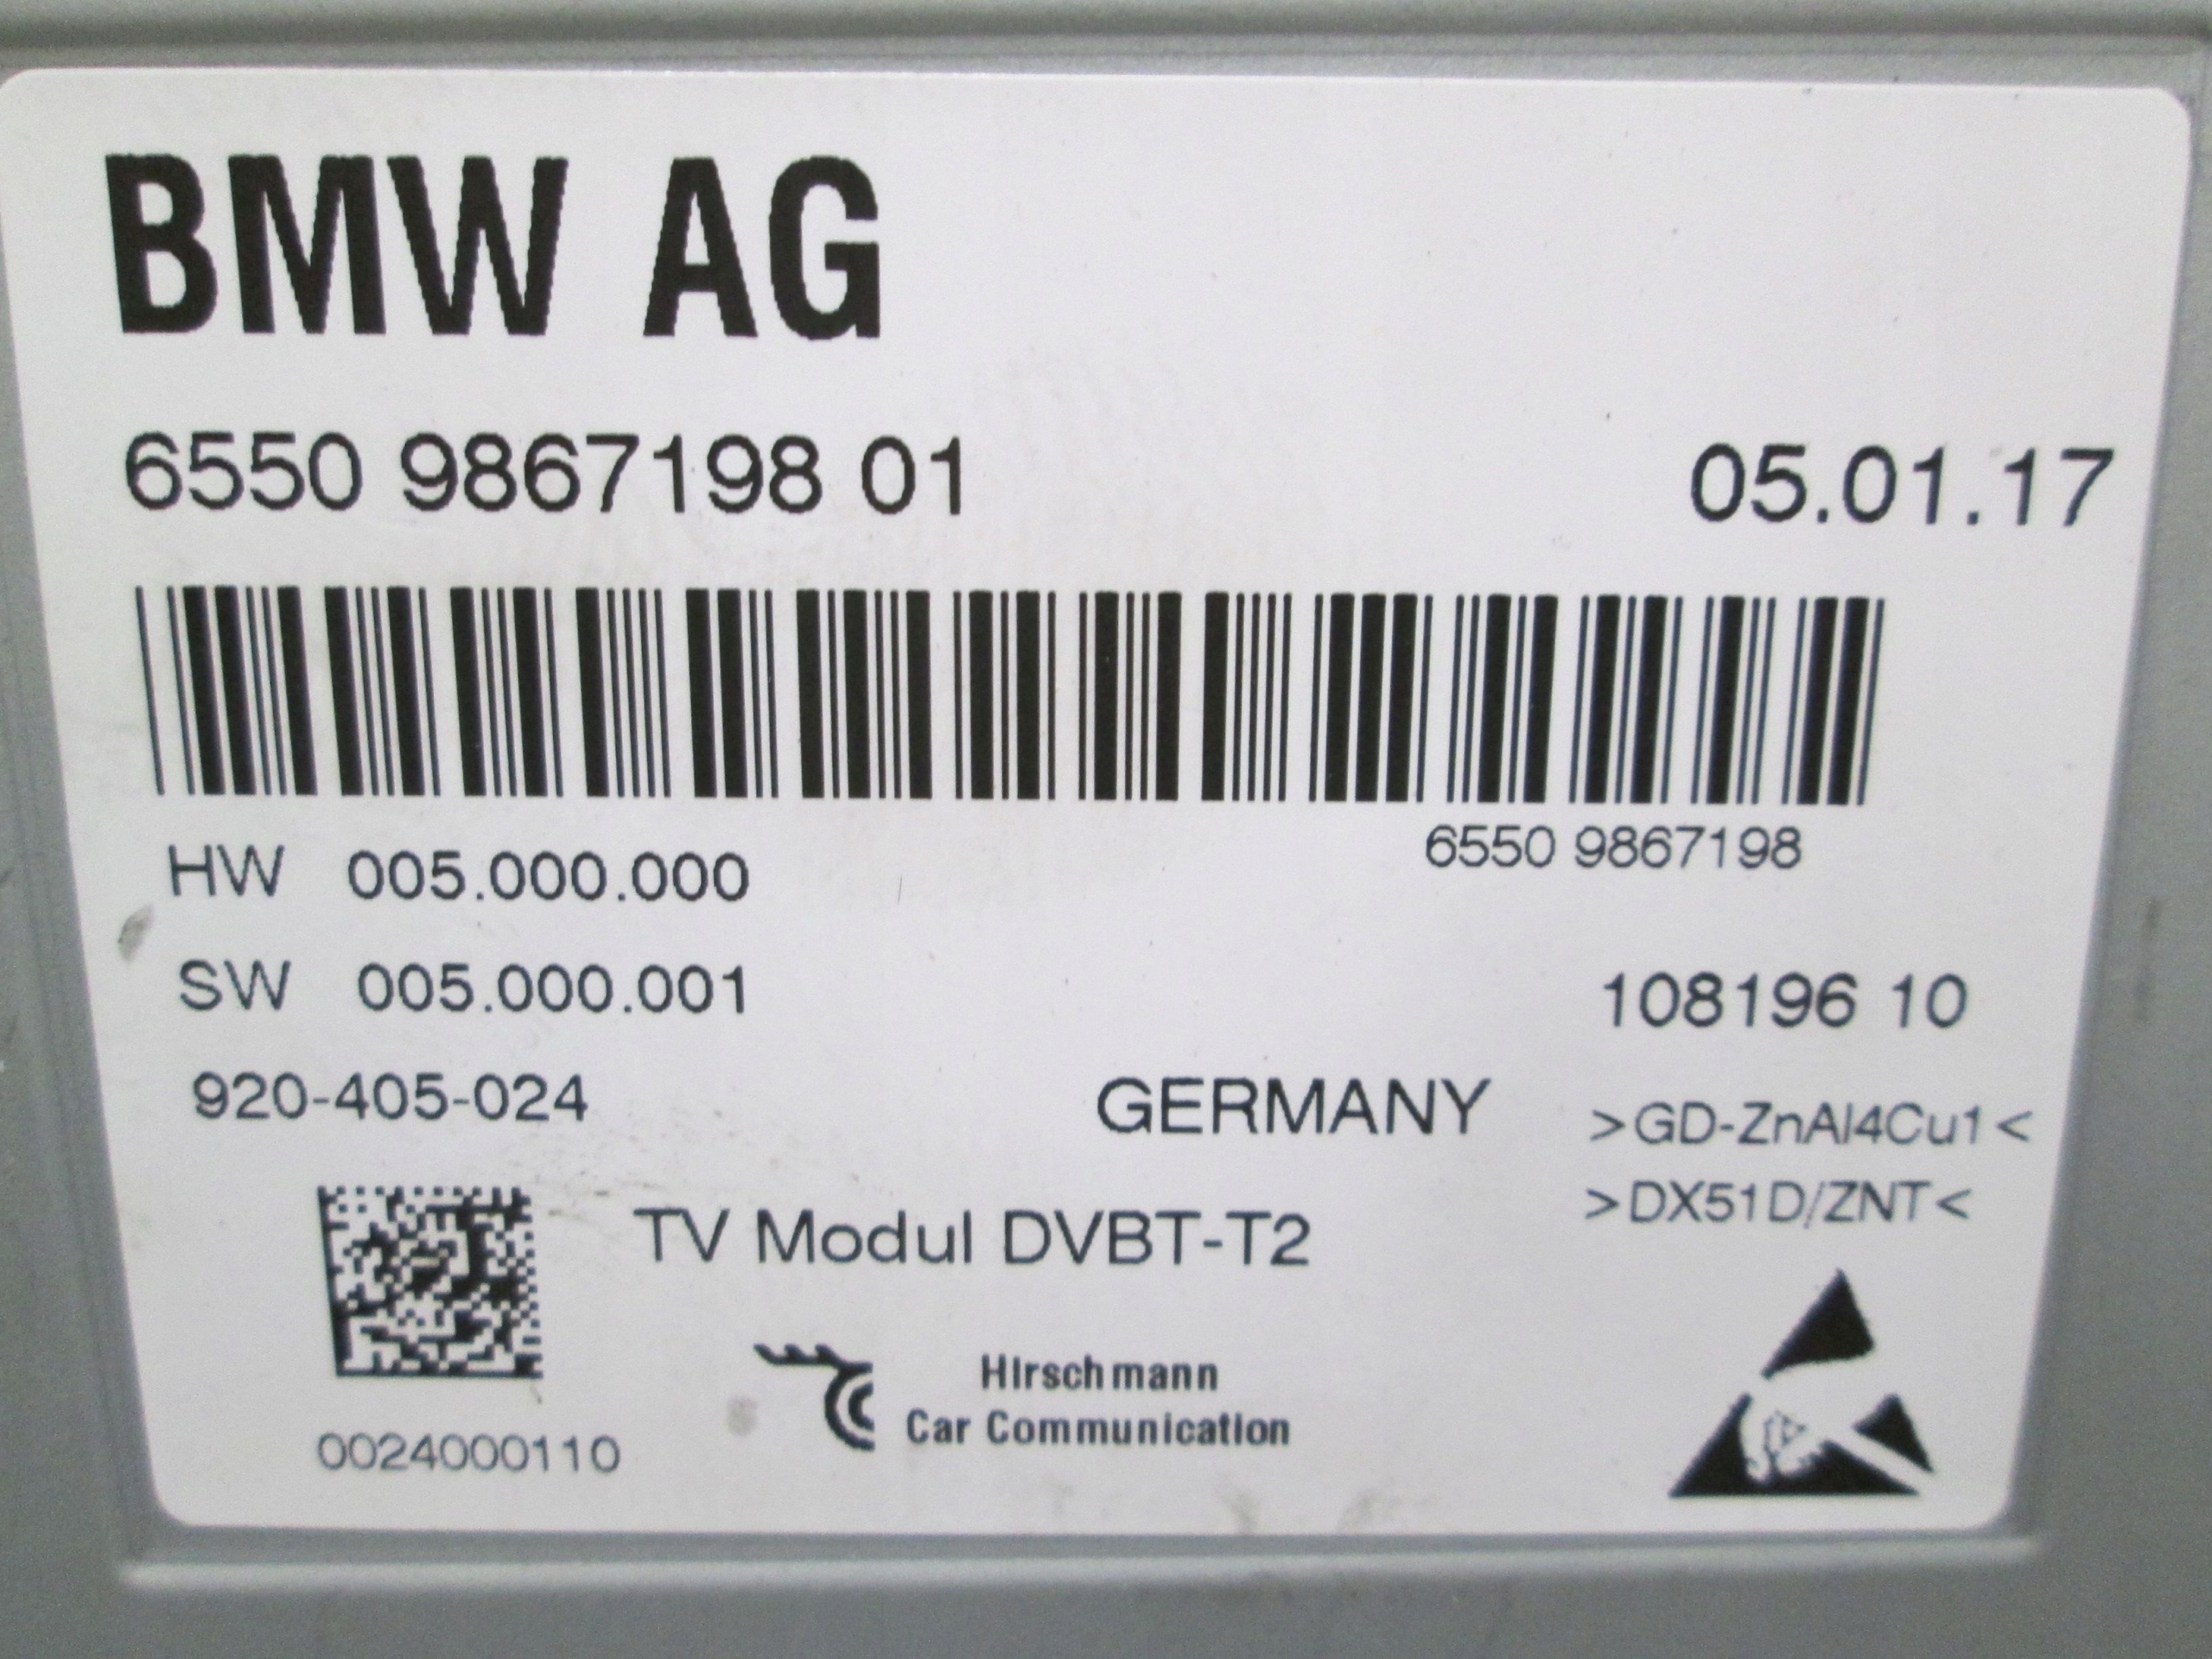 BMW AG
6550 9867198 01 05.01.17
6550 9867198
HW 005.000.000
SW 005.000.001
108196 10
920-405-024
GERMANY
>GD-ZnAl4Cu1<
>DX51D/ZNT<
TV Modul DVBT-T2
Hirschmann
Car Communication
0024000110